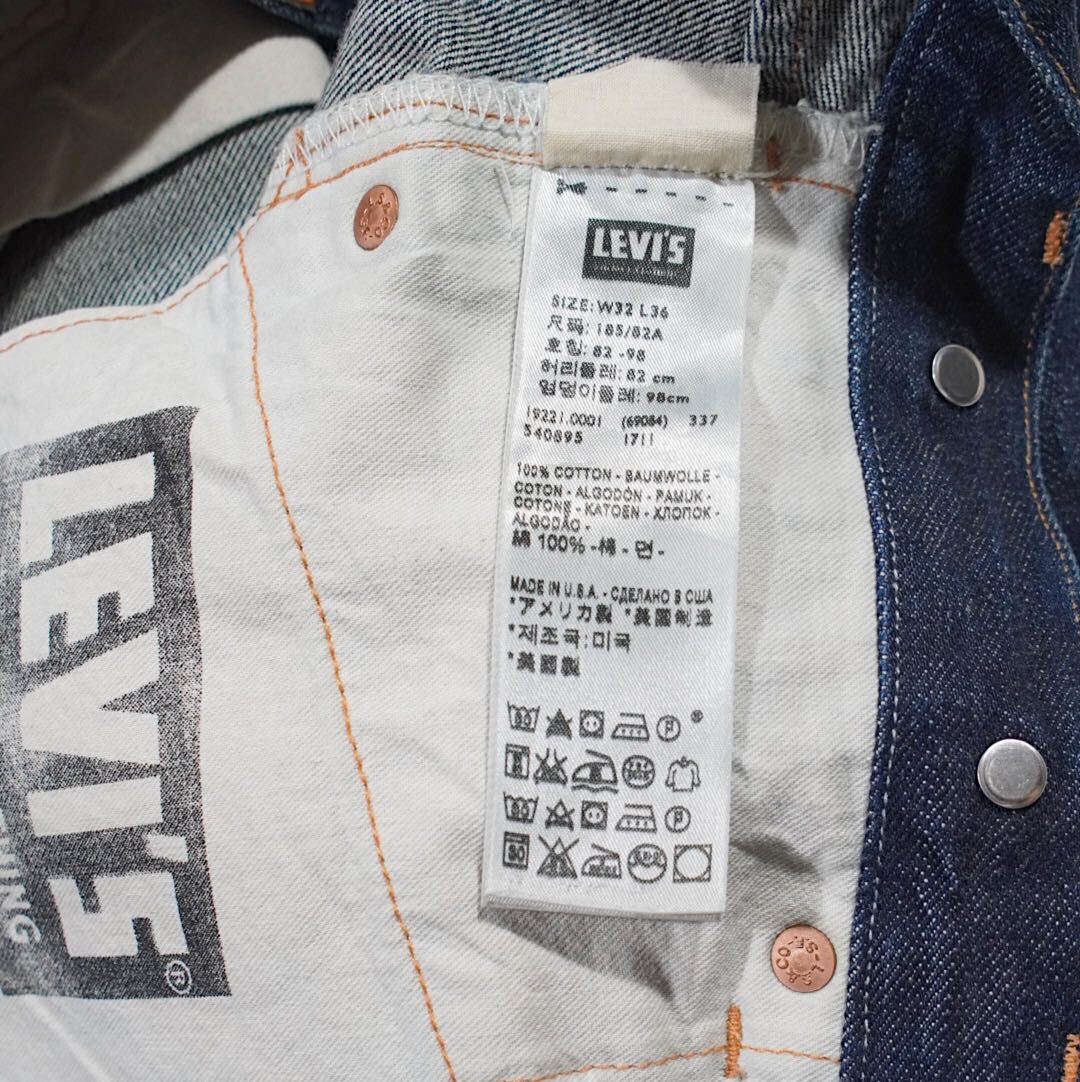 LEVI'S
SIZE: W32 L36
尺码: 185/82A
호칭: 82 -98
허리둘레: 82 cm
엉덩이둘레: 98cm
19221.0001 (69084) 337
540895 1711
100% COTTON - BAUMWOLLE -
COTON - ALGODÓN - PAMUK -
COTONE - KATOEN - ХЛОПОК -
ALGODÃO -
綿 100% -棉 - 면 -
MADE IN U.S.A. - СДЕЛАНО В США
*アメリカ製 *美國制造
*제조국:미국
*美國製
LEVI'S
®
L.S.
S.&CO.
L-S.F.